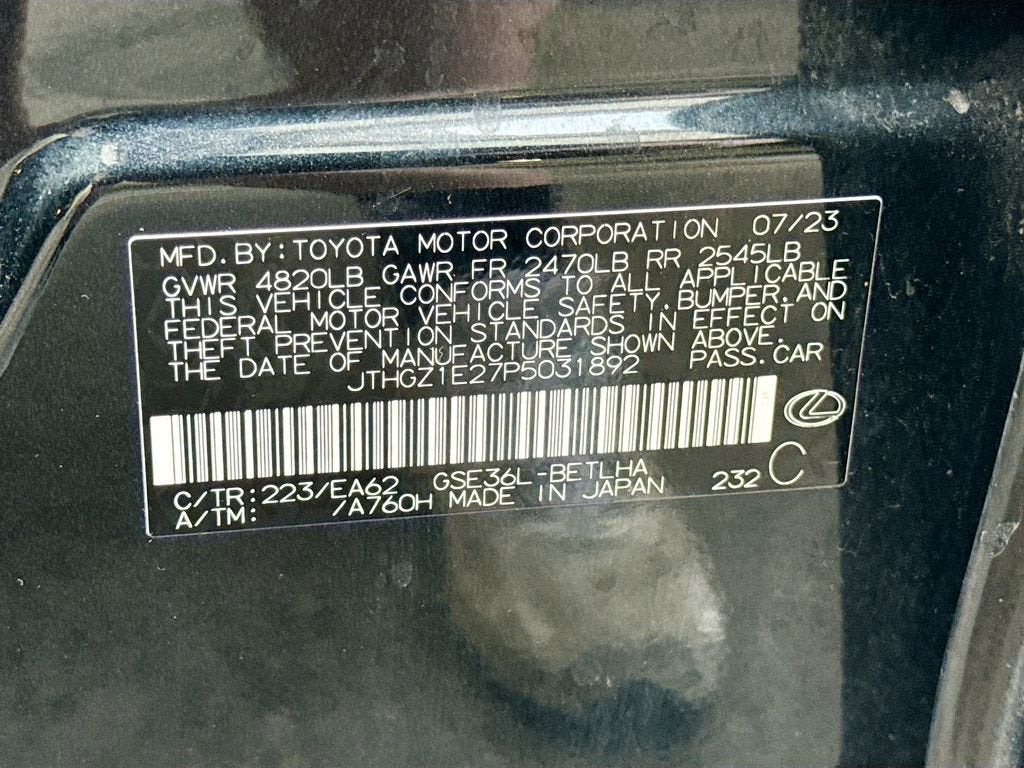 MFD. BY: TOYOTA MOTOR CORPORATION 07/23
GVWR 4820LB GAWR FR 2470LB RR 2545LB
THIS VEHICLE CONFORMS TO ALL APPLICABLE
FEDERAL MOTOR VEHICLE SAFETY, BUMPER, AND
THEFT PREVENTION STANDARDS IN EFFECT ON
THE DATE OF MANUFACTURE SHOWN ABOVE.
JTHGZ1E27P5031892 PASS. CAR
C/TR: 223/EA62 GSE36L-BETLHA 232 C
A/TM: /A760H MADE IN JAPAN